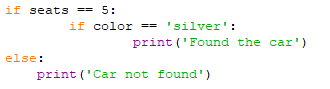 if seats == 5:
        if color == 'silver':
                print('Found the car')
else:
    print('Car not found')